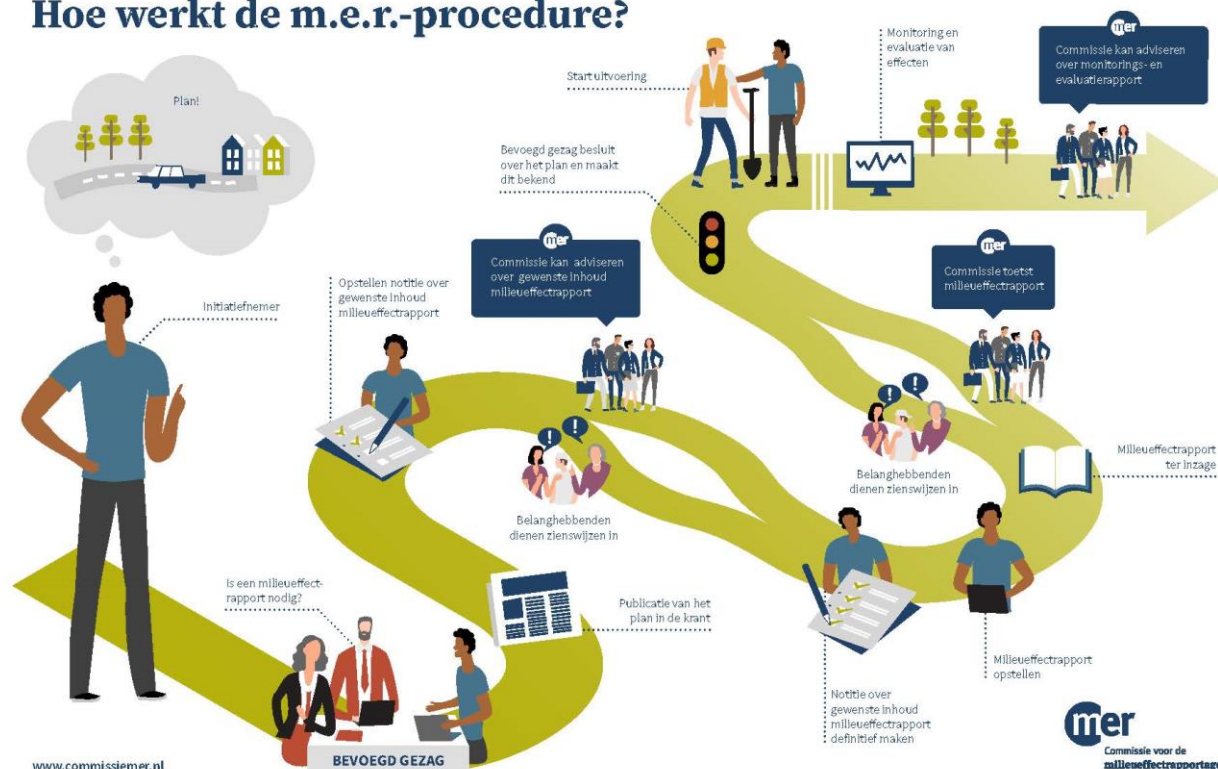 Hoe werkt de m.e.r.-procedure?
Plan!
Initiatiefnemer
Is een milieueffect-
rapport nodig?
BEVOEGD GEZAG
Publicatie van het
plan in de krant
Opstellen notitie over
gewenste inhoud
milieueffectrapport
mer
Commissie kan adviseren
over gewenste inhoud
milieueffectrapport
Belanghebbenden
dienen zienswijzen in
Notitie over
gewenste inhoud
milieueffectrapport
definitief maken
Milieueffectrapport
opstellen
Milieueffectrapport
ter inzage
mer
Commissie toetst
milieueffectrapport
Belanghebbenden
dienen zienswijzen in
Bevoegd gezag besluit
over het plan en maakt
dit bekend
Start uitvoering
Monitoring en
evaluatie van
effecten
mer
Commissie kan adviseren
over monitorings- en
evaluatierapport
www.commissiemer.nl
mer
Commissie voor de
milieueffectrapportage